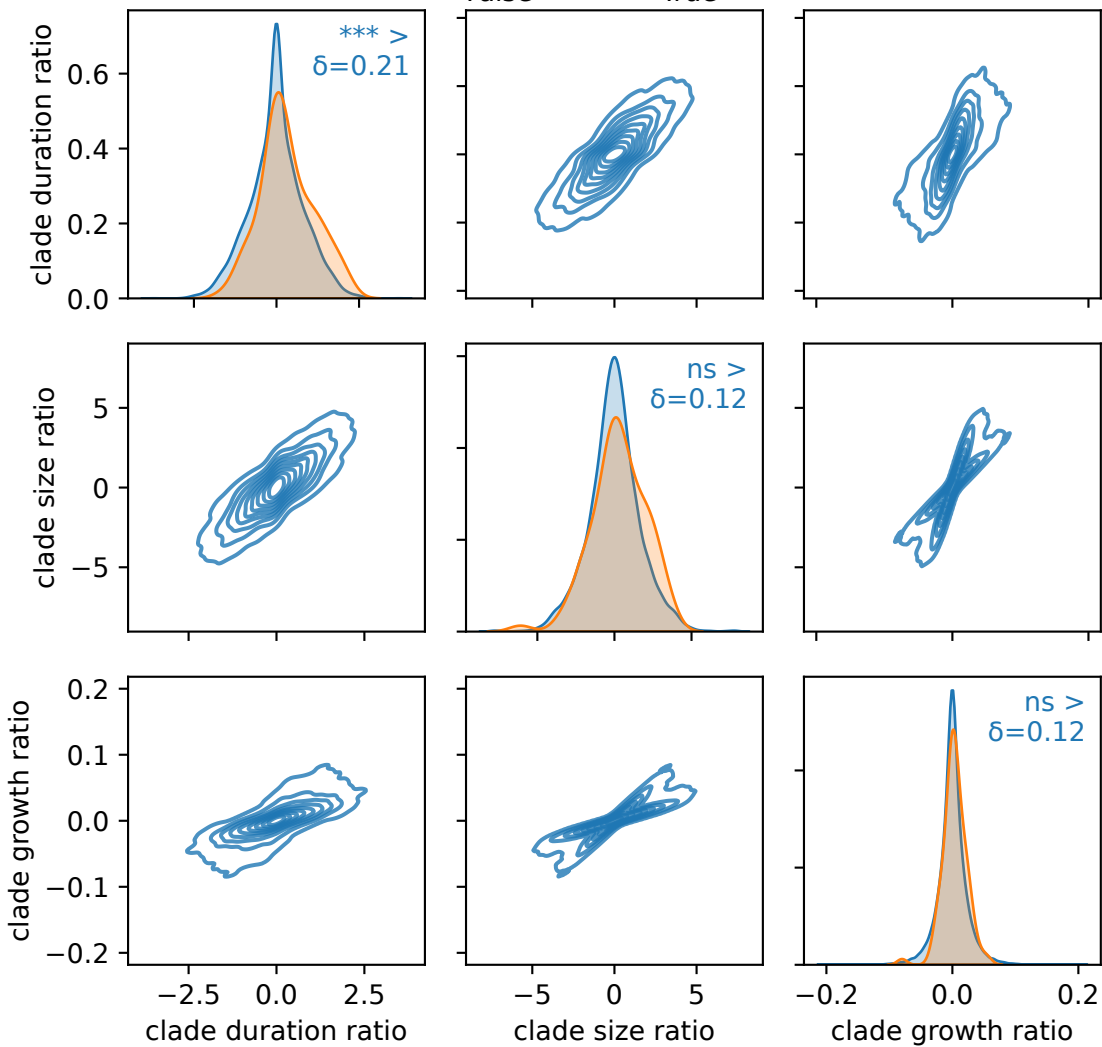 *** >
δ=0.21
clade duration ratio
0.6
0.4
0.2
0.0
ns >
δ=0.12
clade size ratio
5
0
−5
ns >
δ=0.12
clade growth ratio
0.2
0.1
0.0
−0.1
−0.2
−2.5 0.0 2.5
−5 0 5
−0.2 0.0 0.2
clade duration ratio
clade size ratio
clade growth ratio